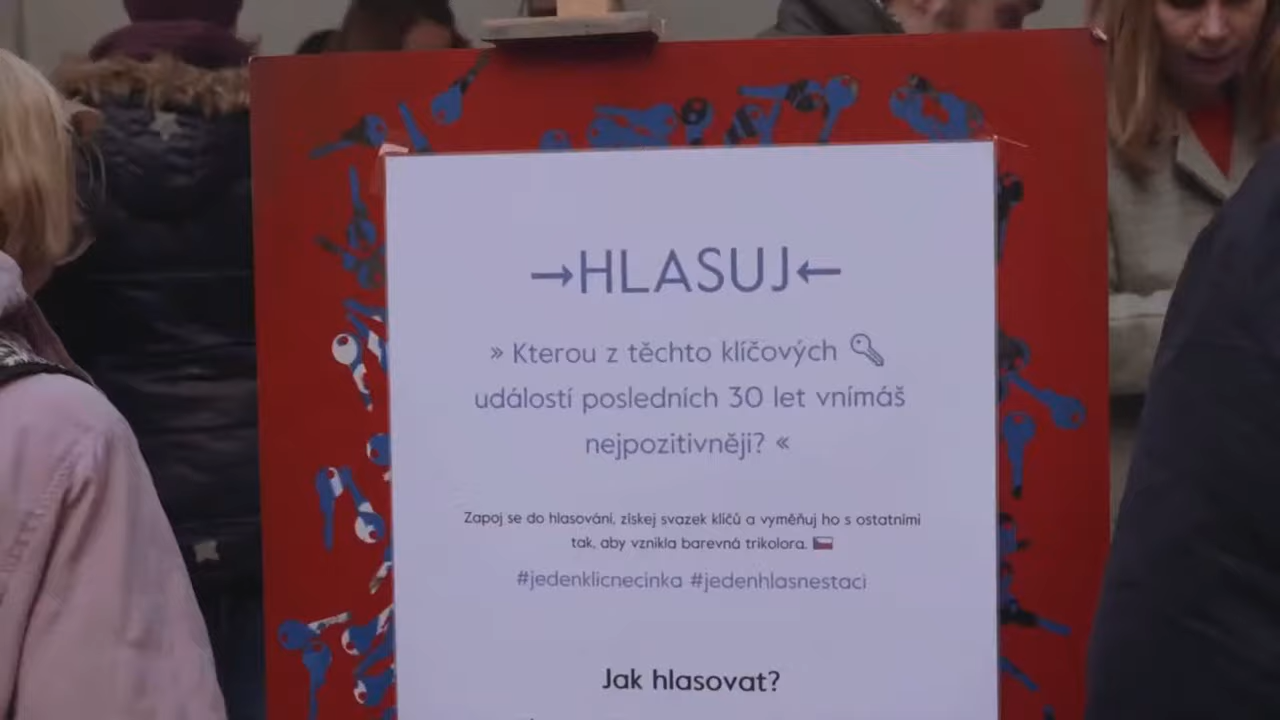 →HLASUJ←
» Kterou z těchto klíčových 🔑
událostí posledních 30 let vnímáš
nejpozitivněji? «
Zapoj se do hlasování, získej svazek klíčů a vyměňuj ho s ostatními
tak, aby vznikla barevná trikolora. 🇨🇿
#jedenklicnecinka #jedenhlasnestaci
Jak hlasovat?